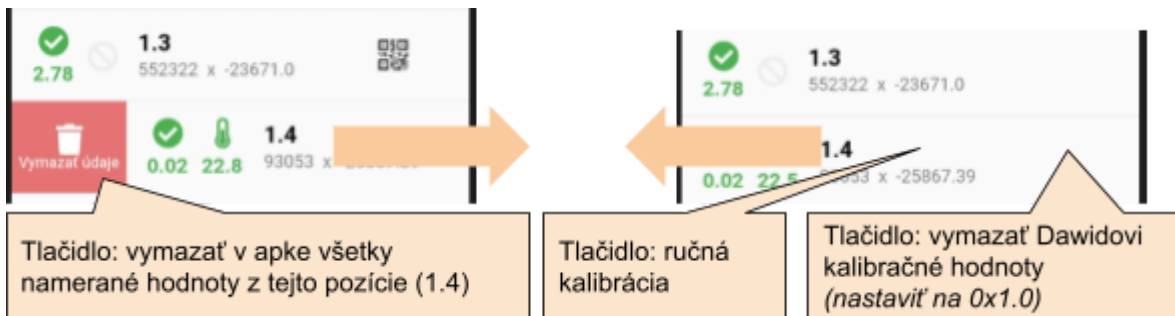 1.3
2.78
552322 x -23671.0
Vymazať údaje
1.4
0.02 22.8
93053 x
1.3
2.78
552322 x -23671.0
1.4
0.02 22.5
x -25867.39
Tlačidlo: vymazať v apke všetky
namerané hodnoty z tejto pozície (1.4)
Tlačidlo: ručná
kalibrácia
Tlačidlo: vymazať Dawidovi
kalibračné hodnoty
(nastaviť na 0x1.0)